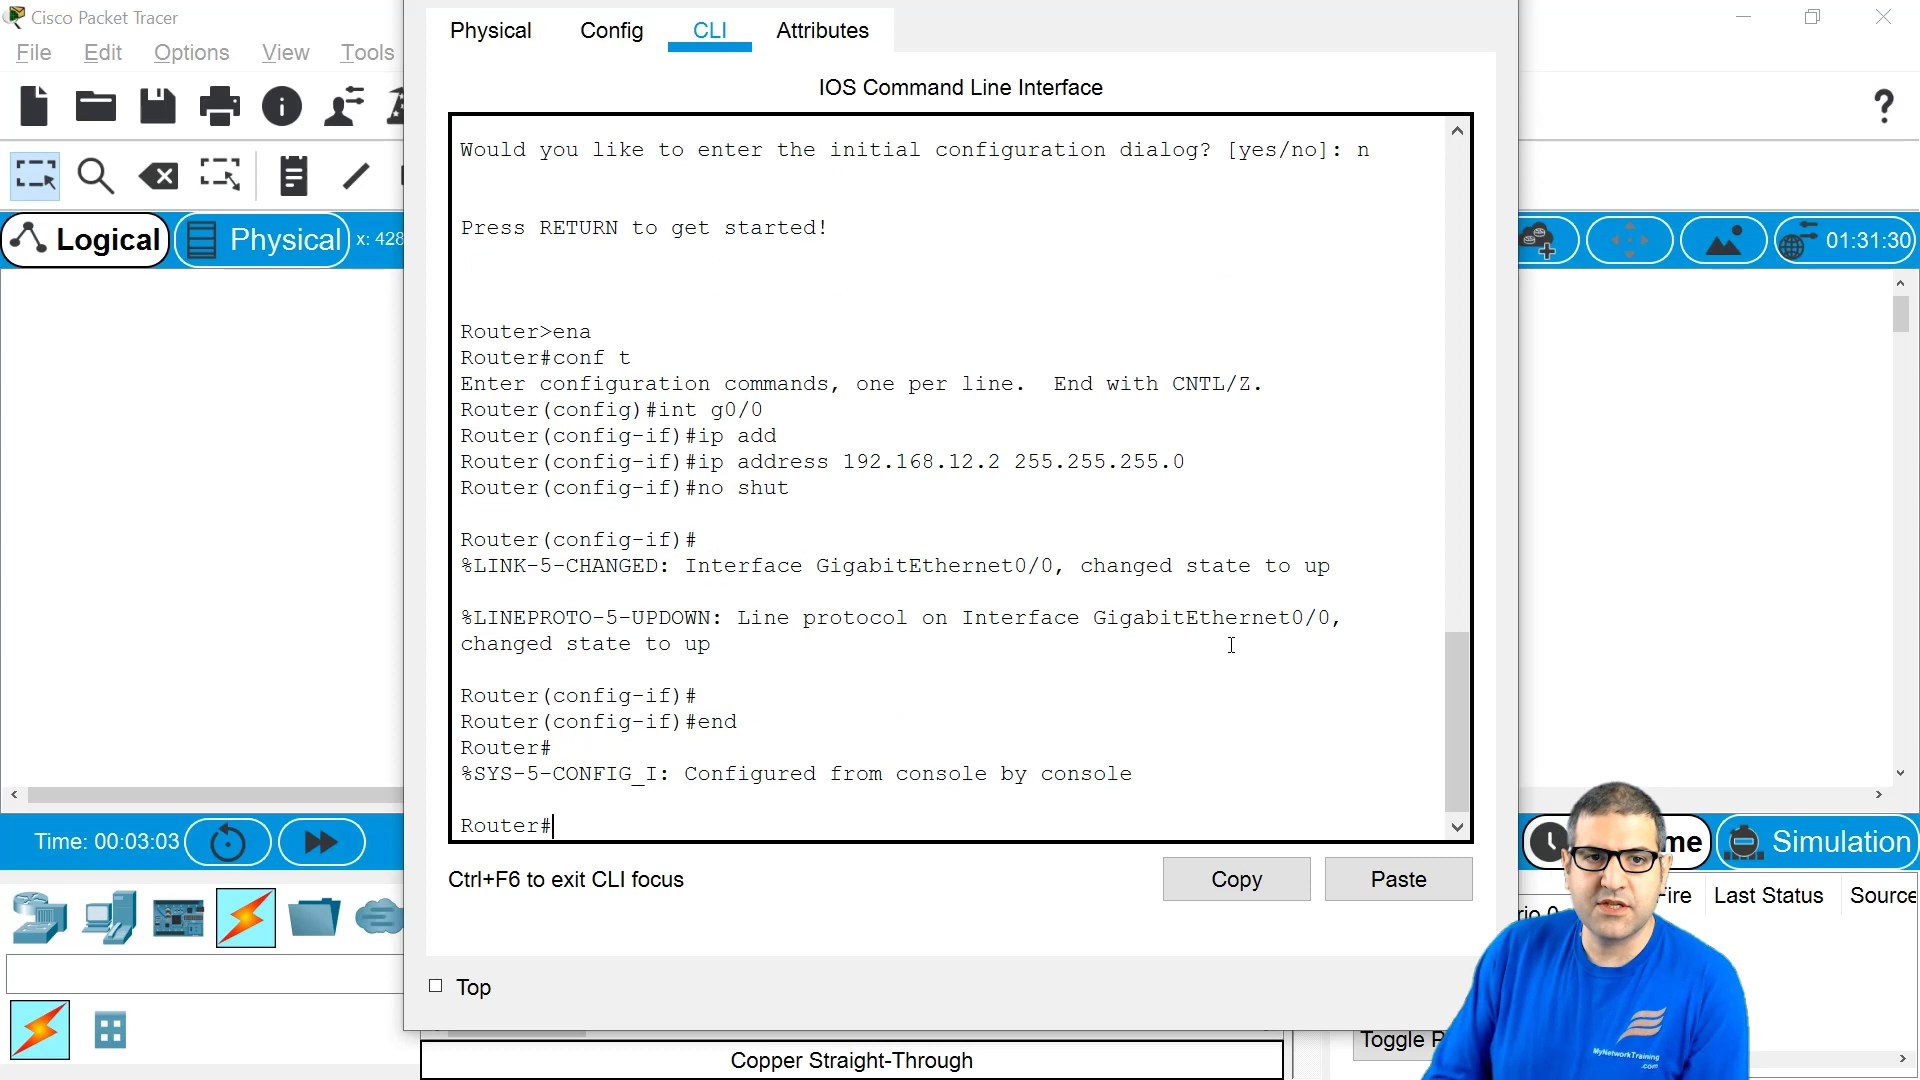 Cisco Packet Tracer
File Edit Options View Tools
Physical Config CLI Attributes
IOS Command Line Interface
Logical Physical x: 428
01:31:30
Would you like to enter the initial configuration dialog? [yes/no]: n
Press RETURN to get started!
Router>ena
Router#conf t
Enter configuration commands, one per line.  End with CNTL/Z.
Router(config)#int g0/0
Router(config-if)#ip add
Router(config-if)#ip address 192.168.12.2 255.255.255.0
Router(config-if)#no shut
Router(config-if)#
%LINK-5-CHANGED: Interface GigabitEthernet0/0, changed state to up
%LINEPROTO-5-UPDOWN: Line protocol on Interface GigabitEthernet0/0,
changed state to up
Router(config-if)#
Router(config-if)#end
Router#
%SYS-5-CONFIG_I: Configured from console by console
Router#
Time: 00:03:03
me Simulation
Ctrl+F6 to exit CLI focus
Copy Paste
Fire Last Status Source
Top
Toggle P
Copper Straight-Through
MyNetworkTraining
.com